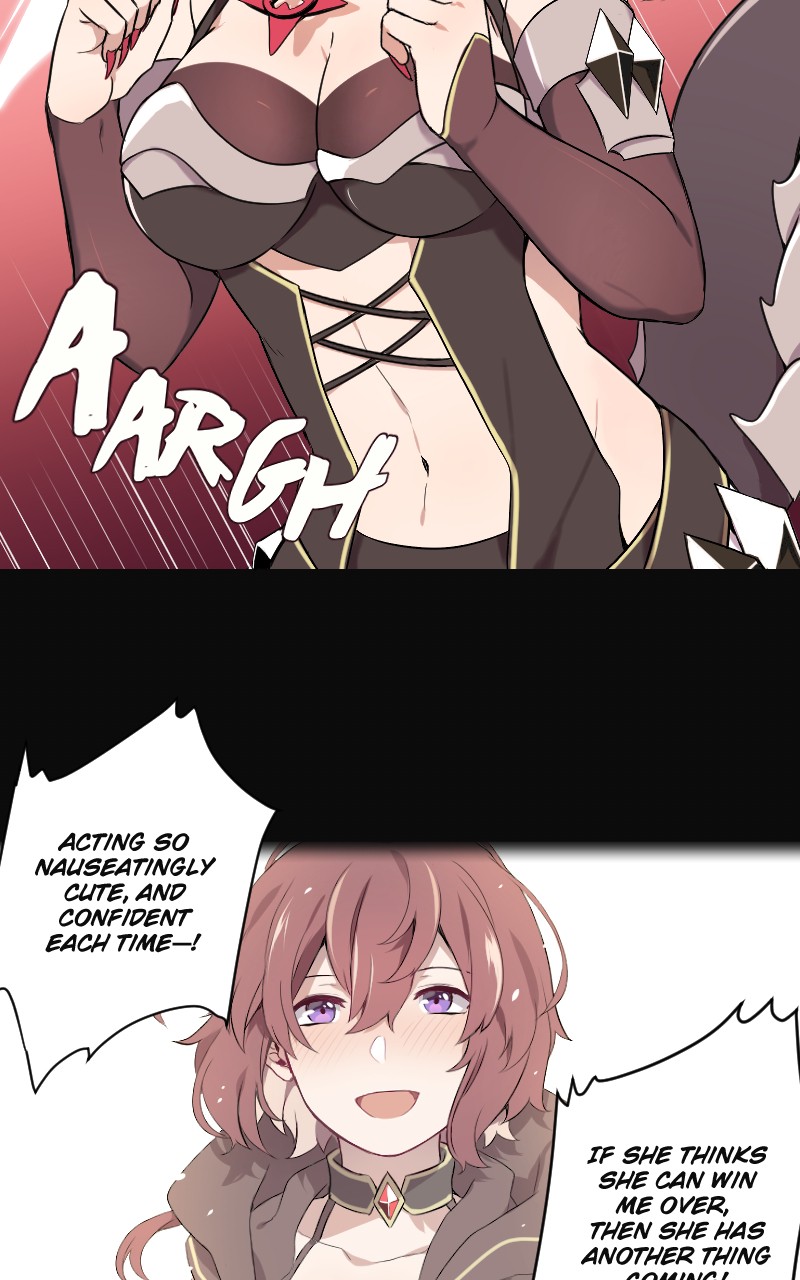 AARGH
ACTING SO
NAUSEATINGLY
CUTE, AND
CONFIDENT
EACH TIME—!
IF SHE THINKS
SHE CAN WIN
ME OVER,
THEN SHE HAS
ANOTHER THING
COMING!